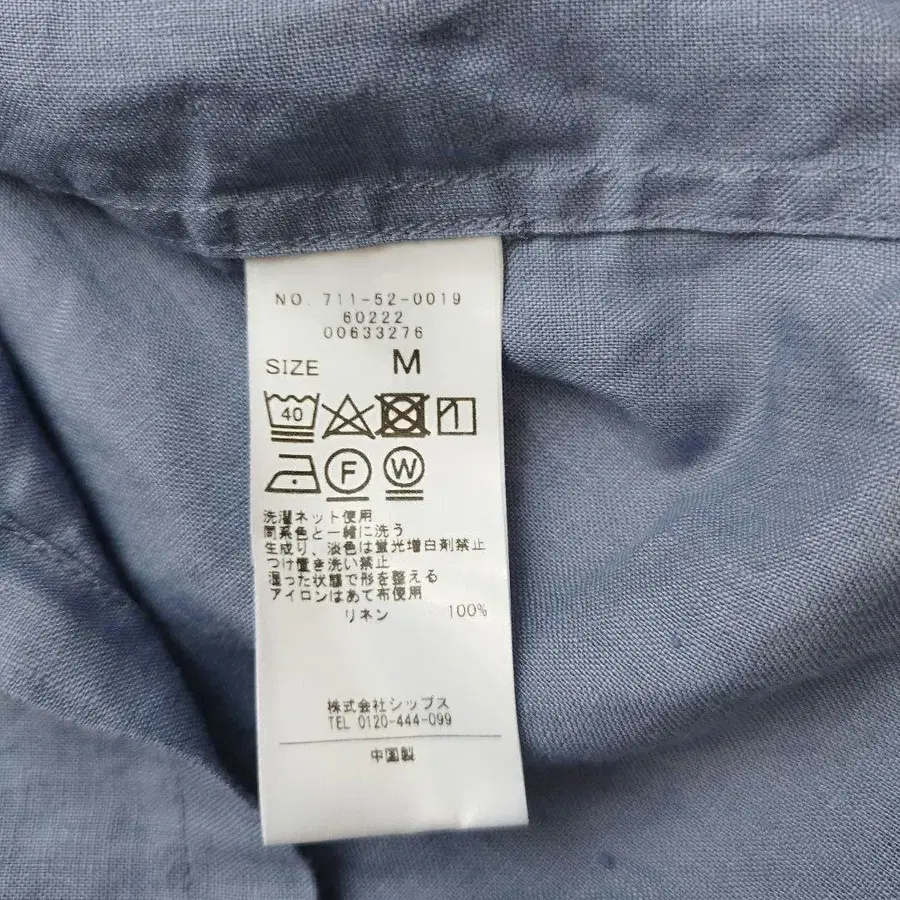 NO. 711-52-0019
60222
00633276
SIZE M
40
F W
洗濯ネット使用
同系色と一緒に洗う
生成り、淡色は蛍光増白剤禁止
つけ置き洗い禁止
湿った状態で形を整える
アイロンはあて布使用
リネン 100%
株式会社シップス
TEL 0120-444-099
中国製